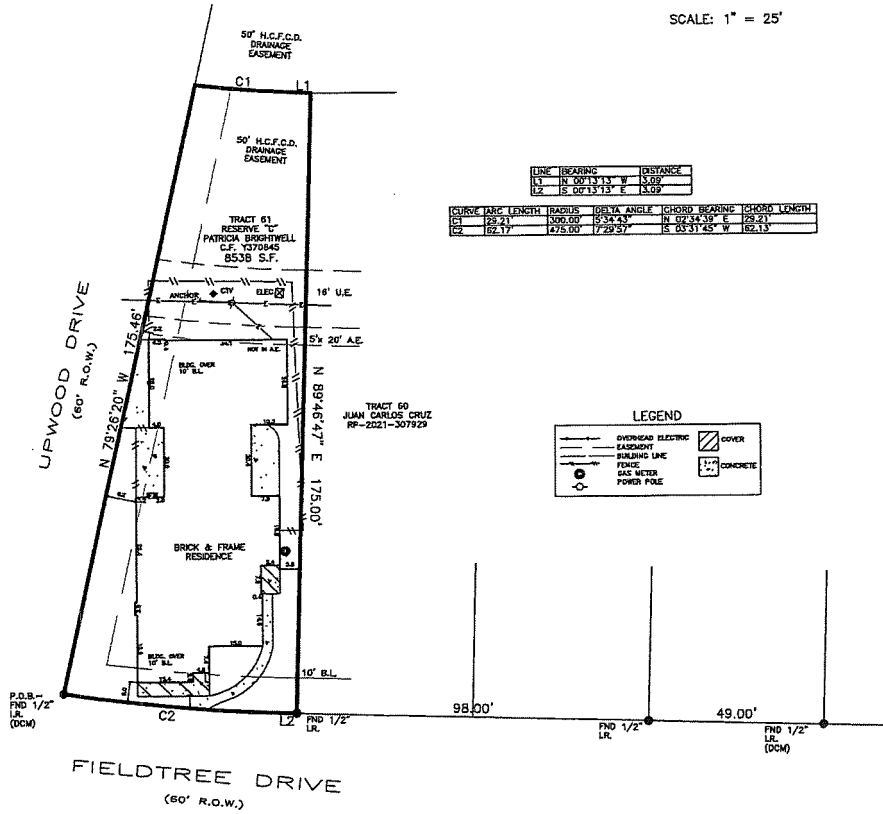 SCALE: 1" = 25'
50' H.C.F.C.D.
DRAINAGE
EASEMENT
C1
L1
50' H.C.F.C.D.
DRAINAGE
EASEMENT
LINE BEARING DISTANCE
L1 N 00°13'13" W 3.09'
L2 S 00°13'13" E 3.09'
CURVE ARC LENGTH RADIUS DELTA ANGLE CHORD BEARING CHORD LENGTH
C1 29.21' 300.00' 5°34'43" N 02°34'39" E 29.21'
C2 62.17' 475.00' 7°29'57" S 03°31'45" W 62.13'
TRACT 61
RESERVE "C"
PATRICIA BRIGHTWELL
C.F. Y370845
8538 S.F.
ANCHOR
CTV
ELEC
16' U.E.
5'x 20' A.E.
NOT IN A.E.
BLDG. OVER
10' B.L.
UPWOOD DRIVE
(60' R.O.W.)
N 79°26'20" W 175.46'
N 89°46'47" E 175.00'
TRACT 60
JUAN CARLOS CRUZ
RP-2021-307929
LEGEND
OVERHEAD ELECTRIC
EASEMENT
BUILDING LINE
FENCE
GAS METER
POWER POLE
COVER
CONCRETE
BRICK & FRAME
RESIDENCE
BLDG. OVER
10' B.L.
15.0
10' B.L.
P.O.B.-
FND 1/2"
I.R.
(DCM)
C2
L2
FND 1/2"
I.R.
98.00'
FND 1/2"
I.R.
49.00'
FND 1/2"
I.R.
(DCM)
FIELDTREE DRIVE
(60' R.O.W.)